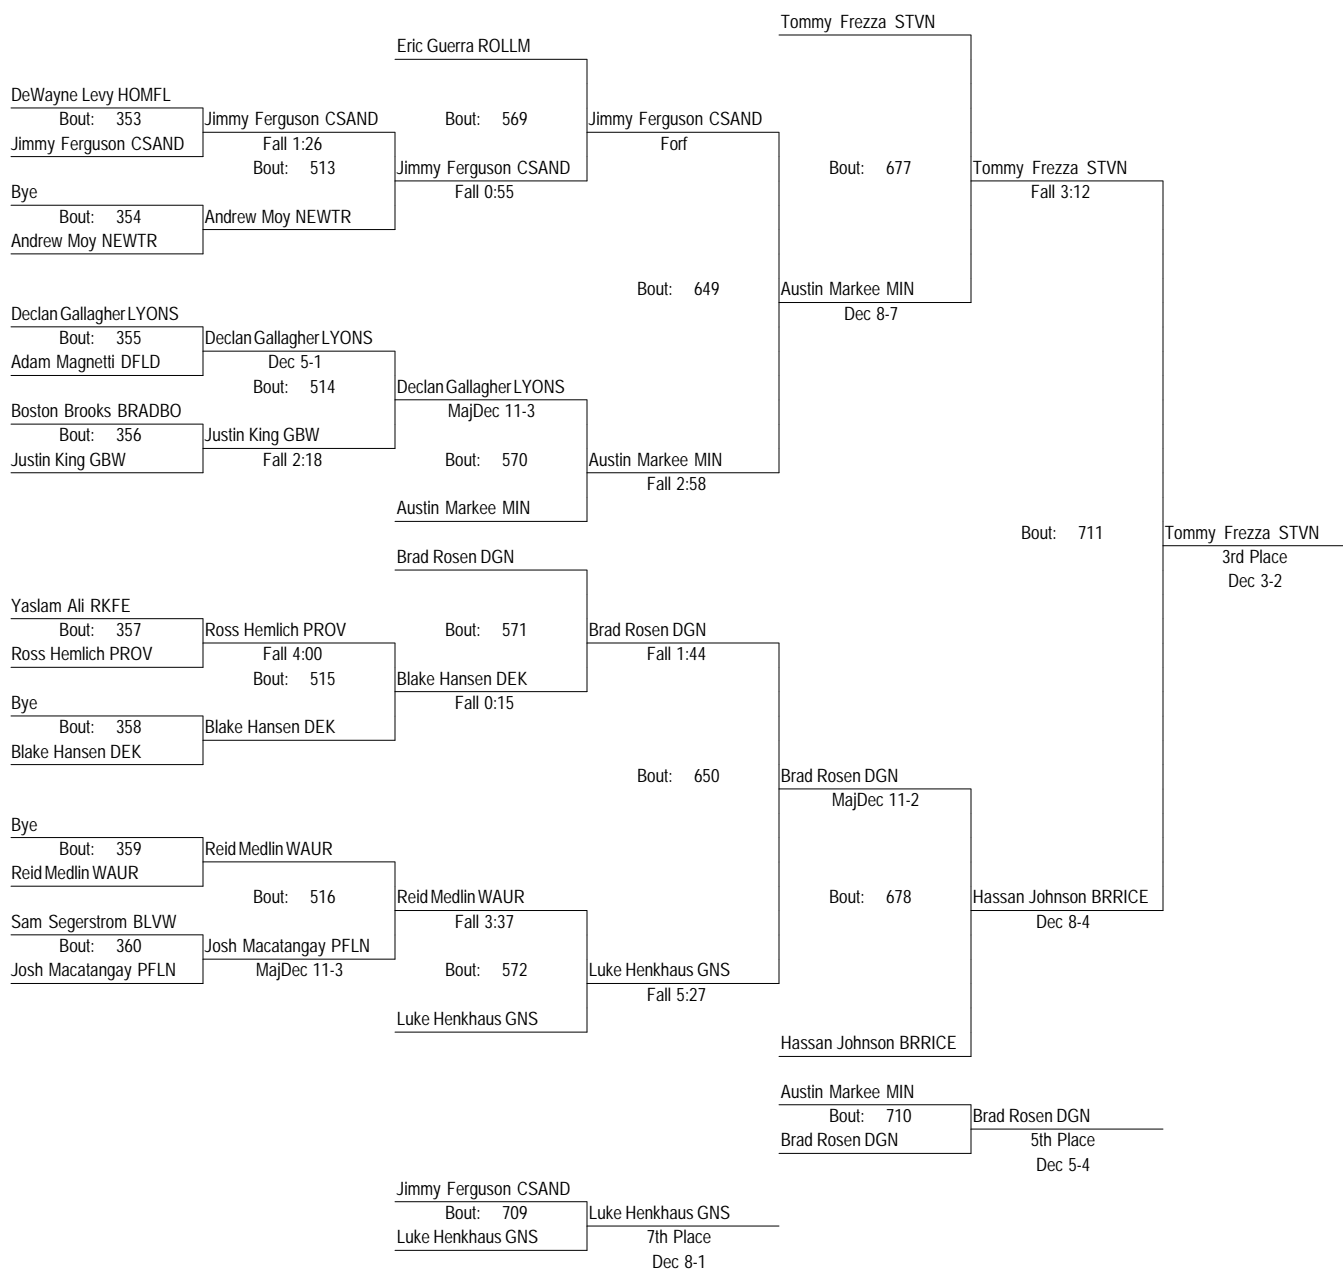 Tommy Frezza STVN
Eric Guerra ROLLM
DeWayne Levy HOMFL
Bout: 353
Jimmy Ferguson CSAND
Jimmy Ferguson CSAND
Fall 1:26
Bout: 513
Bye
Bout: 354
Andrew Moy NEWTR
Andrew Moy NEWTR
Bout: 569
Jimmy Ferguson CSAND
Fall 0:55
Jimmy Ferguson CSAND
Forf
Bout: 677
Tommy Frezza STVN
Fall 3:12
Bout: 649
Austin Markee MIN
Dec 8-7
Declan Gallagher LYONS
Bout: 355
Adam Magnetti DFLD
Declan Gallagher LYONS
Dec 5-1
Bout: 514
Boston Brooks BRADBO
Bout: 356
Justin King GBW
Justin King GBW
Fall 2:18
Declan Gallagher LYONS
MajDec 11-3
Bout: 570
Austin Markee MIN
Austin Markee MIN
Fall 2:58
Bout: 711
Tommy Frezza STVN
3rd Place
Dec 3-2
Brad Rosen DGN
Yaslam Ali RKFE
Bout: 357
Ross Hemlich PROV
Ross Hemlich PROV
Fall 4:00
Bout: 515
Bye
Bout: 358
Blake Hansen DEK
Blake Hansen DEK
Bout: 571
Blake Hansen DEK
Fall 0:15
Brad Rosen DGN
Fall 1:44
Bout: 650
Brad Rosen DGN
MajDec 11-2
Bye
Bout: 359
Reid Medlin WAUR
Reid Medlin WAUR
Bout: 516
Sam Segerstrom BLVW
Bout: 360
Josh Macatangay PFLN
Josh Macatangay PFLN
MajDec 11-3
Reid Medlin WAUR
Fall 3:37
Bout: 572
Luke Henkhaus GNS
Luke Henkhaus GNS
Fall 5:27
Bout: 678
Hassan Johnson BRRICE
Dec 8-4
Hassan Johnson BRRICE
Austin Markee MIN
Bout: 710
Brad Rosen DGN
Brad Rosen DGN
5th Place
Dec 5-4
Jimmy Ferguson CSAND
Bout: 709
Luke Henkhaus GNS
Luke Henkhaus GNS
7th Place
Dec 8-1